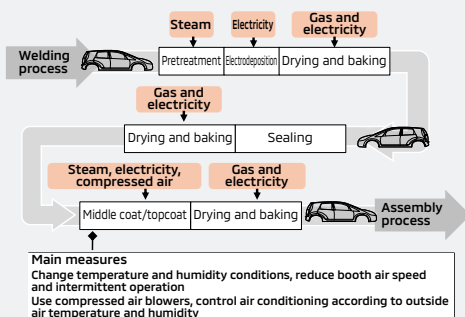 Steam
Electricity
Gas and
electricity
Welding
process
Pretreatment
Electrodeposition
Drying and baking
Gas and
electricity
Drying and baking
Sealing
Steam, electricity,
compressed air
Gas and
electricity
Middle coat/topcoat
Drying and baking
Assembly
process
Main measures
Change temperature and humidity conditions, reduce booth air speed
and intermittent operation
Use compressed air blowers, control air conditioning according to outside
air temperature and humidity